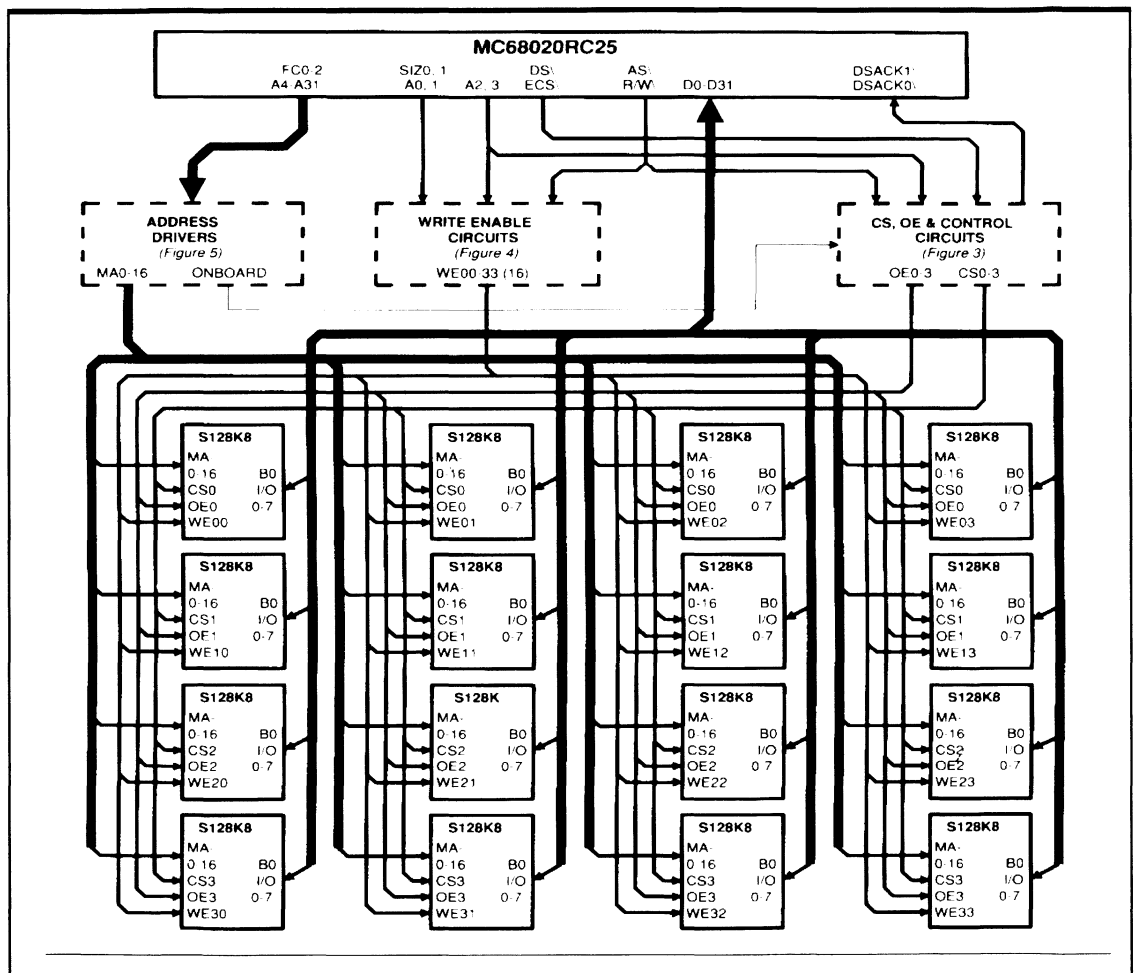 MC68020RC25
FC0-2 SIZ0, 1 DS\ AS\ DSACK1\
A4-A31 A0, 1 A2, 3 ECS\ R/W\ D0-D31 DSACK0\
ADDRESS
DRIVERS
(Figure 5)
MA0-16 ONBOARD
WRITE ENABLE
CIRCUITS
(Figure 4)
WE00-33 (16)
CS, OE & CONTROL
CIRCUITS
(Figure 3)
OE0-3 CS0-3
S128K8
MA-
0-16 B0
CS0 I/O
OE0 0-7
WE00
S128K8
MA-
0-16 B0
CS0 I/O
OE0 0-7
WE01
S128K8
MA-
0-16 B0
CS0 I/O
OE0 0-7
WE02
S128K8
MA-
0-16 B0
CS0 I/O
OE0 0-7
WE03
S128K8
MA-
0-16 B0
CS1 I/O
OE1 0-7
WE10
S128K8
MA-
0-16 B0
CS1 I/O
OE1 0-7
WE11
S128K8
MA-
0-16 B0
CS1 I/O
OE1 0-7
WE12
S128K8
MA-
0-16 B0
CS1 I/O
OE1 0-7
WE13
S128K8
MA-
0-16 B0
CS2 I/O
OE2 0-7
WE20
S128K
MA-
0-16 B0
CS2 I/O
OE2 0-7
WE21
S128K8
MA-
0-16 B0
CS2 I/O
OE2 0-7
WE22
S128K8
MA-
0-16 B0
CS2 I/O
OE2 0-7
WE23
S128K8
MA-
0-16 B0
CS3 I/O
OE3 0-7
WE30
S128K8
MA-
0-16 B0
CS3 I/O
OE3 0-7
WE31
S128K8
MA-
0-16 B0
CS3 I/O
OE3 0-7
WE32
S128K8
MA-
0-16 B0
CS3 I/O
OE3 0-7
WE33